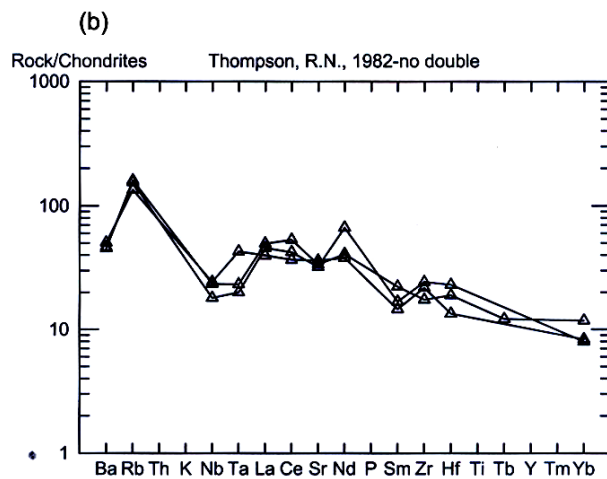 (b)
Rock/Chondrites Thompson, R.N., 1982-no double
1000
100
10
1
Ba Rb Th K Nb Ta La Ce Sr Nd P Sm Zr Hf Ti Tb Y Tm Yb